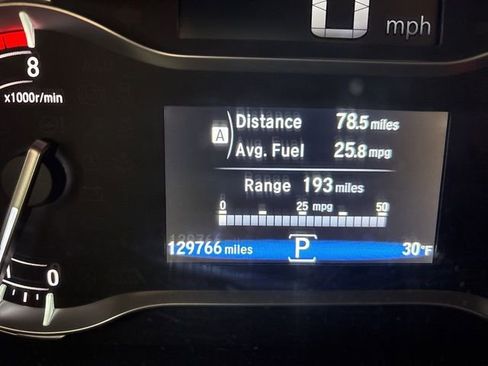 0 mph
8
x1000r/min
A Distance 78.5 miles
Avg. Fuel 25.8 mpg
Range 193 miles
0 25 mpg 50
129766 miles P 30°F
0